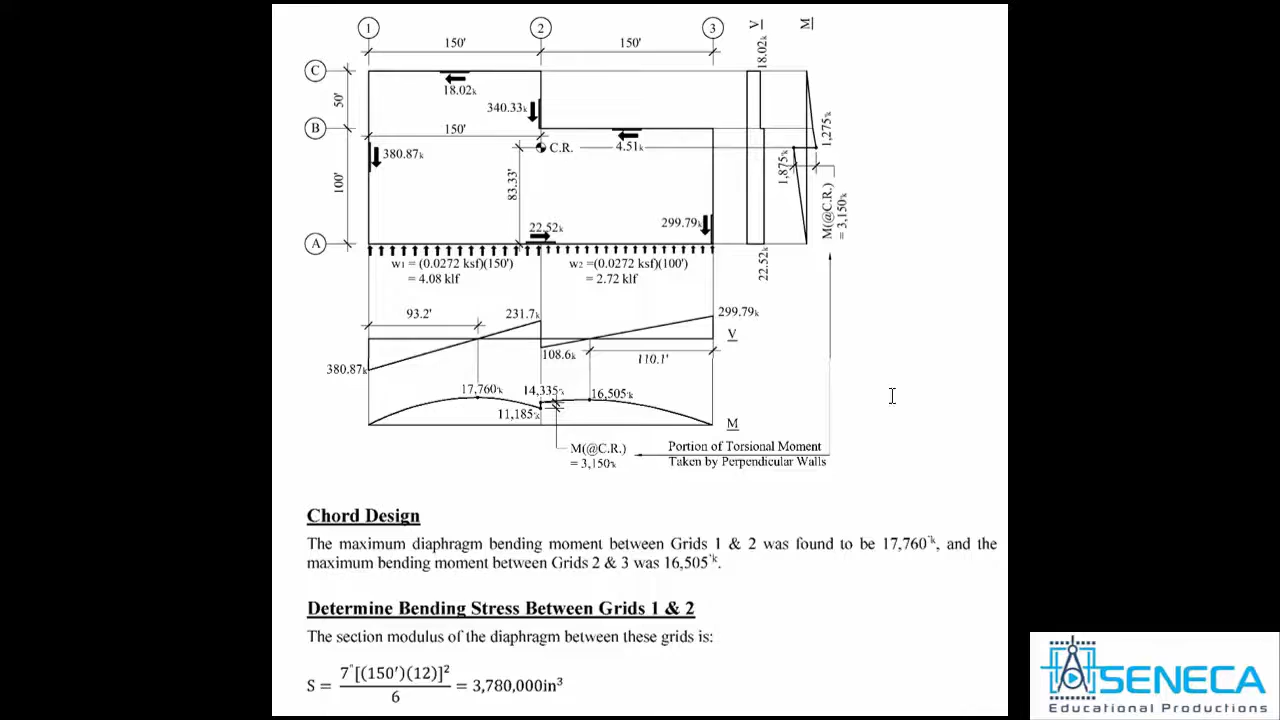 1 2 3
150' 150'
V M
18.02k
C
18.02k
50'
340.33k
B
150'
1,275'k
380.87k
C.R.
4.51k
1,875'k
100'
83.33'
M(@C.R.)
= 3,150'k
22.52k
299.79k
A
w1 = (0.0272 ksf)(150')
= 4.08 klf
w2 =(0.0272 ksf)(100')
= 2.72 klf
22.52k
93.2'
231.7k
299.79k
V
108.6k
110.1'
380.87k
17,760'k
14,335'k
16,505'k
11,185'k
M
M(@C.R.)
= 3,150'k
Portion of Torsional Moment
Taken by Perpendicular Walls
Chord Design
The maximum diaphragm bending moment between Grids 1 & 2 was found to be 17,760'k, and the
maximum bending moment between Grids 2 & 3 was 16,505'k.
Determine Bending Stress Between Grids 1 & 2
The section modulus of the diaphragm between these grids is:
S = 7"[(150')(12)]² / 6 = 3,780,000in³
SENECA
Educational Productions